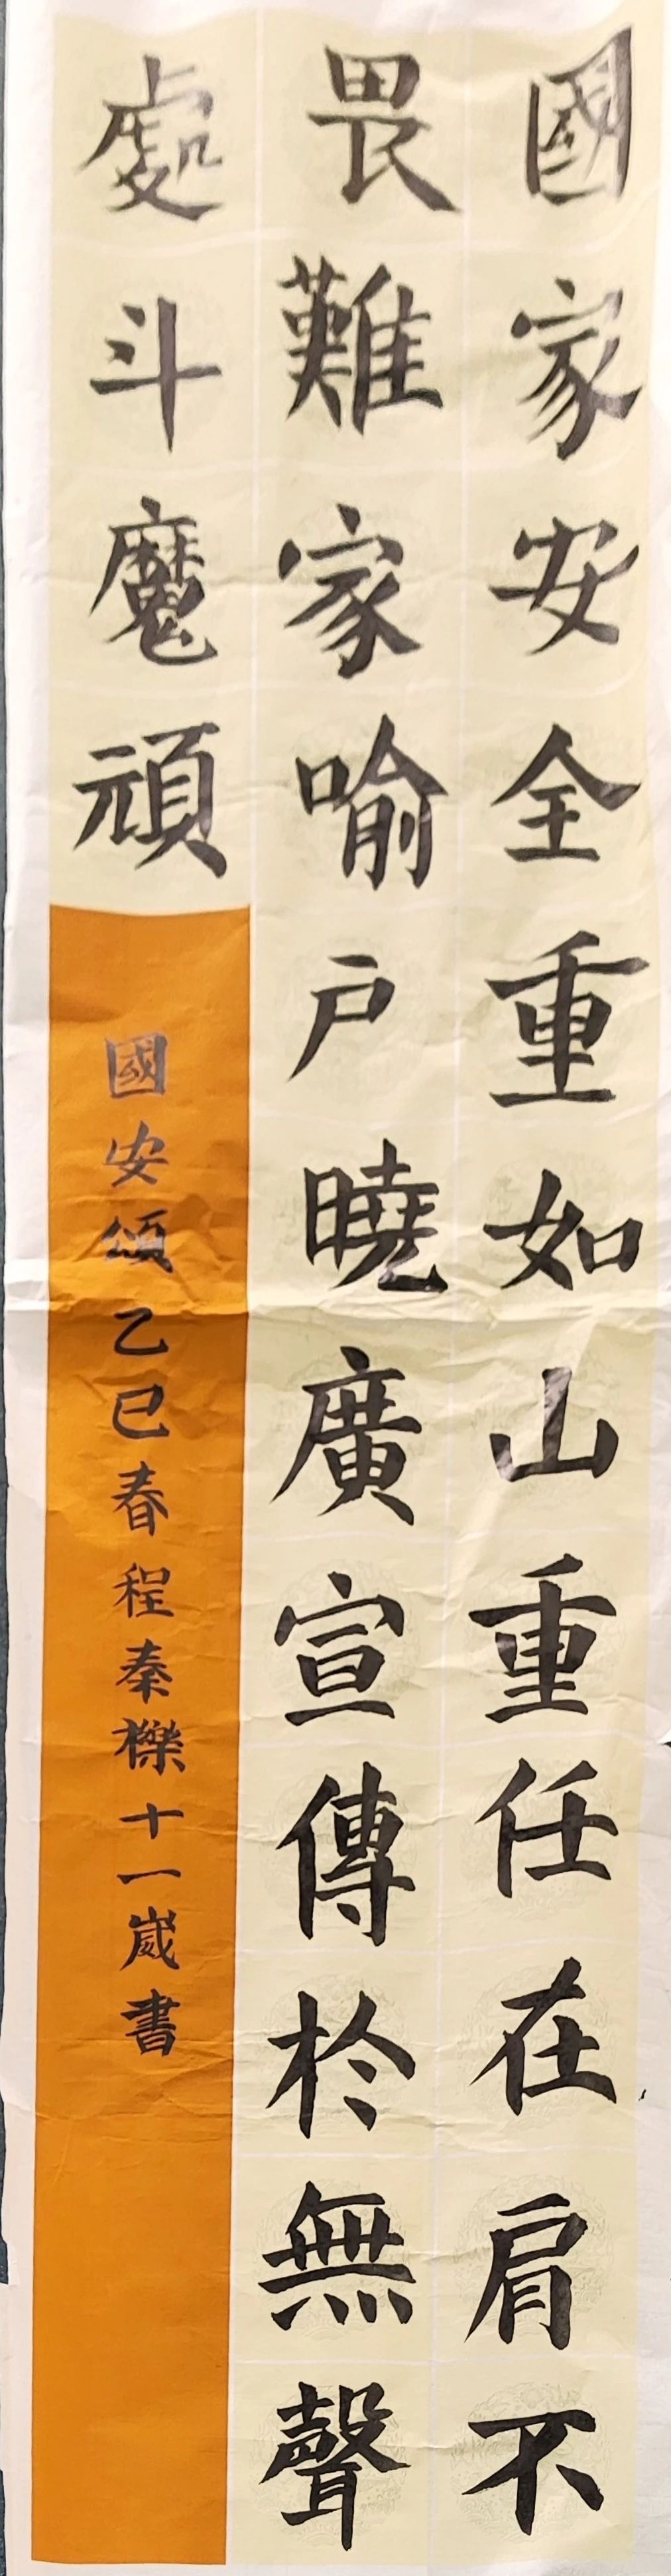 國家安全重如山重任在肩不
畏難家喻戶曉廣宣傳於無聲
處斗魔頑
國安頌乙巳春程秦櫟十一歲書